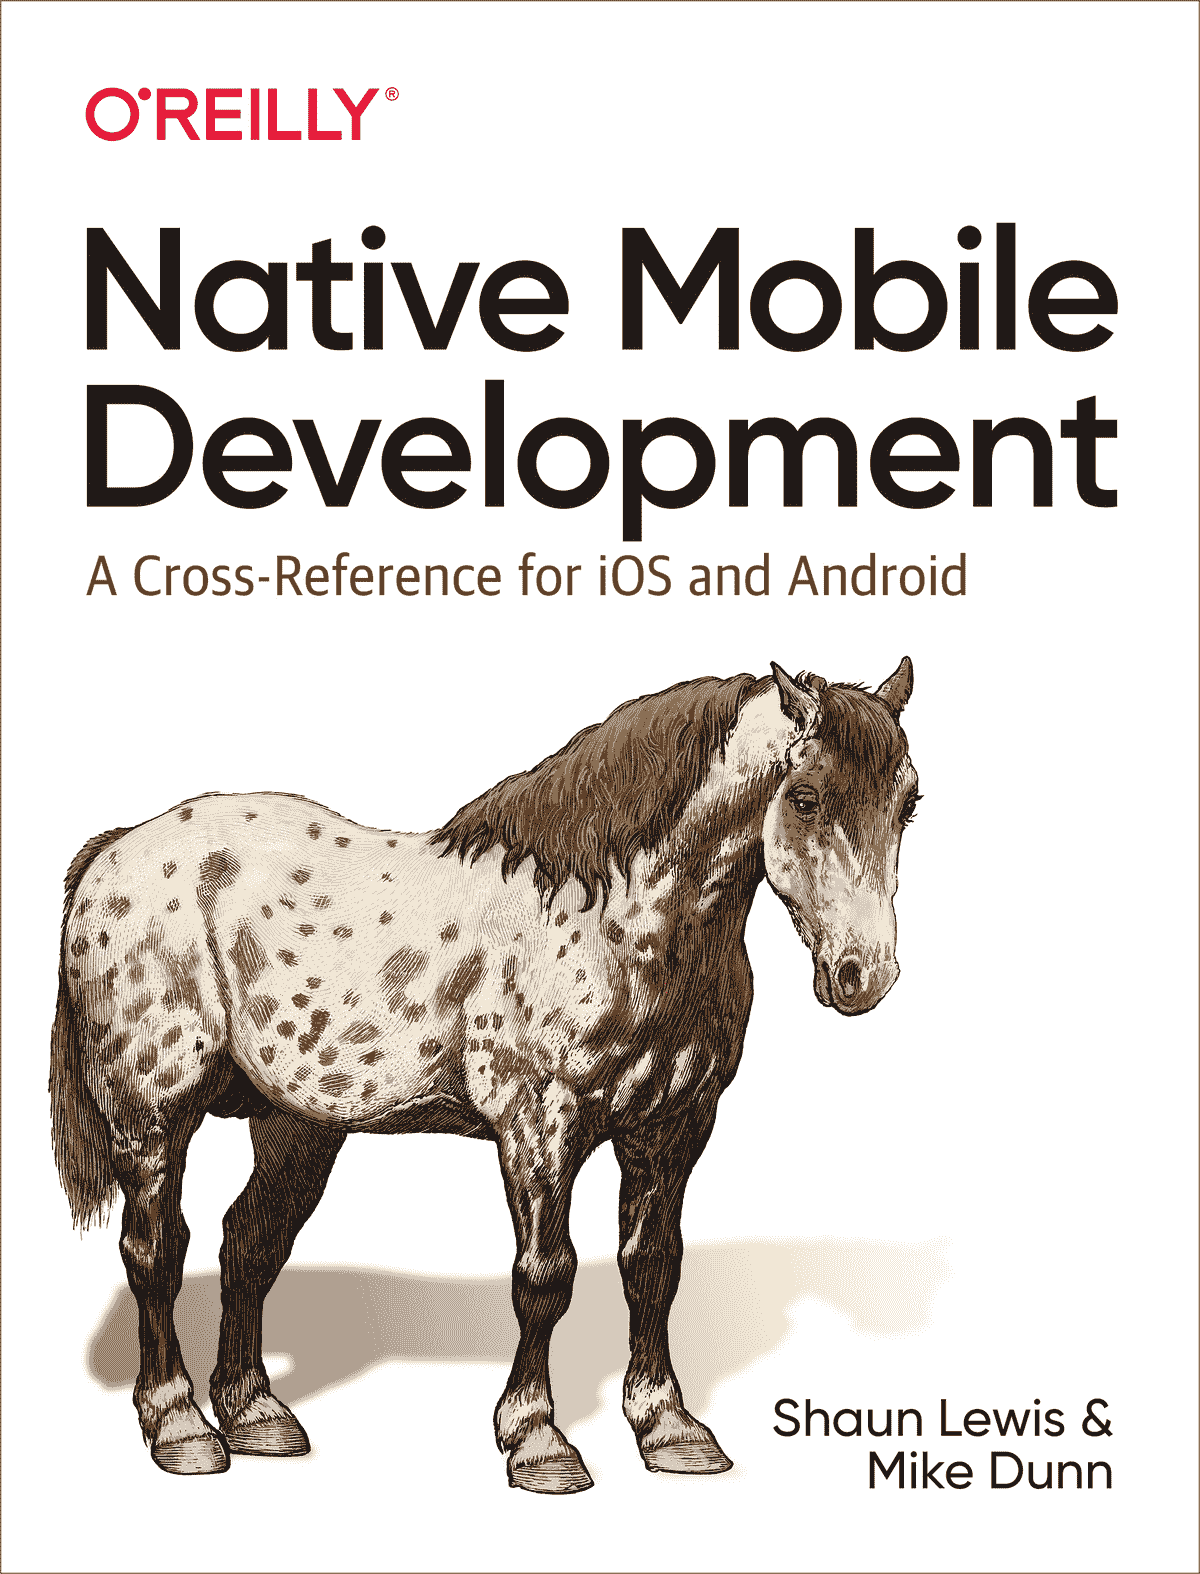 O'REILLY®
Native Mobile
Development
A Cross-Reference for iOS and Android
Shaun Lewis &
Mike Dunn